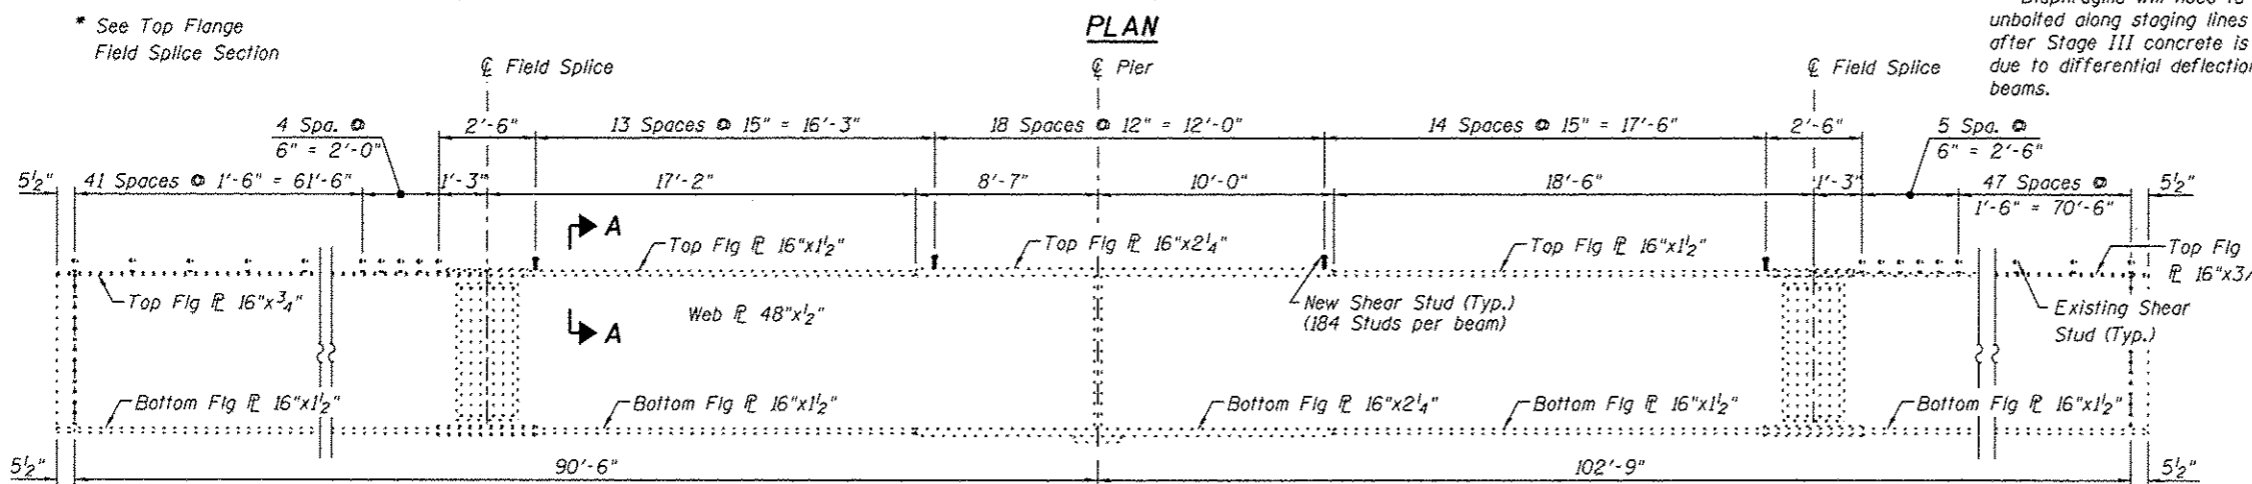 * See Top Flange
Field Splice Section
PLAN
unbolted along staging lines
after Stage III concrete is
due to differential deflection
beams.
℄ Field Splice
℄ Pier
℄ Field Splice
4 Spa. @
6" = 2'-0"
2'-6"
13 Spaces @ 15" = 16'-3"
18 Spaces @ 12" = 12'-0"
14 Spaces @ 15" = 17'-6"
2'-6"
5 Spa. @
6" = 2'-6"
5½"
41 Spaces @ 1'-6" = 61'-6"
1'-3"
17'-2"
8'-7"
10'-0"
18'-6"
1'-3"
47 Spaces @
1'-6" = 70'-6"
5½"
A
Top Flg ℞ 16"x1½"
Top Flg ℞ 16"x2¼"
Top Flg ℞ 16"x1½"
Top Flg
℞ 16"x3/
Top Flg ℞ 16"x¾"
Web ℞ 48"x½"
A
New Shear Stud (Typ.)
(184 Studs per beam)
Existing Shear
Stud (Typ.)
Bottom Flg ℞ 16"x1½"
Bottom Flg ℞ 16"x1½"
Bottom Flg ℞ 16"x2¼"
Bottom Flg ℞ 16"x1½"
Bottom Flg ℞ 16"x1½"
5½"
90'-6"
102'-9"
5½"